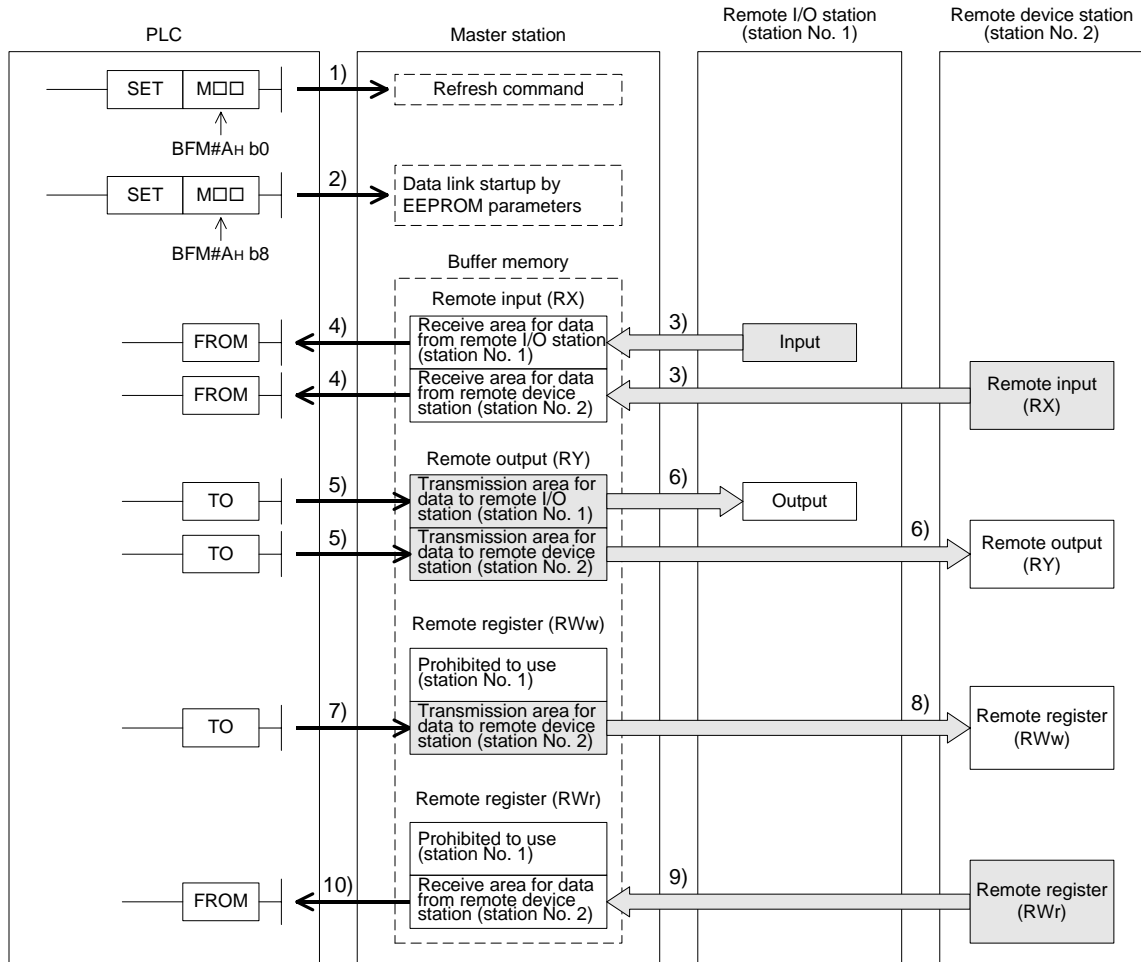 PLC
Master station
Remote I/O station
(station No. 1)
Remote device station
(station No. 2)
SET M□□
1)
Refresh command
BFM#AH b0
SET M□□
2)
Data link startup by
EEPROM parameters
BFM#AH b8
Buffer memory
Remote input (RX)
FROM
4)
Receive area for data
from remote I/O station
(station No. 1)
3)
Input
FROM
4)
Receive area for data
from remote device
station (station No. 2)
3)
Remote input
(RX)
Remote output (RY)
TO
5)
Transmission area for
data to remote I/O
station (station No. 1)
6)
Output
TO
5)
Transmission area for
data to remote device
station (station No. 2)
6)
Remote output
(RY)
Remote register (RWw)
Prohibited to use
(station No. 1)
TO
7)
Transmission area for
data to remote device
station (station No. 2)
8)
Remote register
(RWw)
Remote register (RWr)
Prohibited to use
(station No. 1)
FROM
10)
Receive area for data
from remote device
station (station No. 2)
9)
Remote register
(RWr)